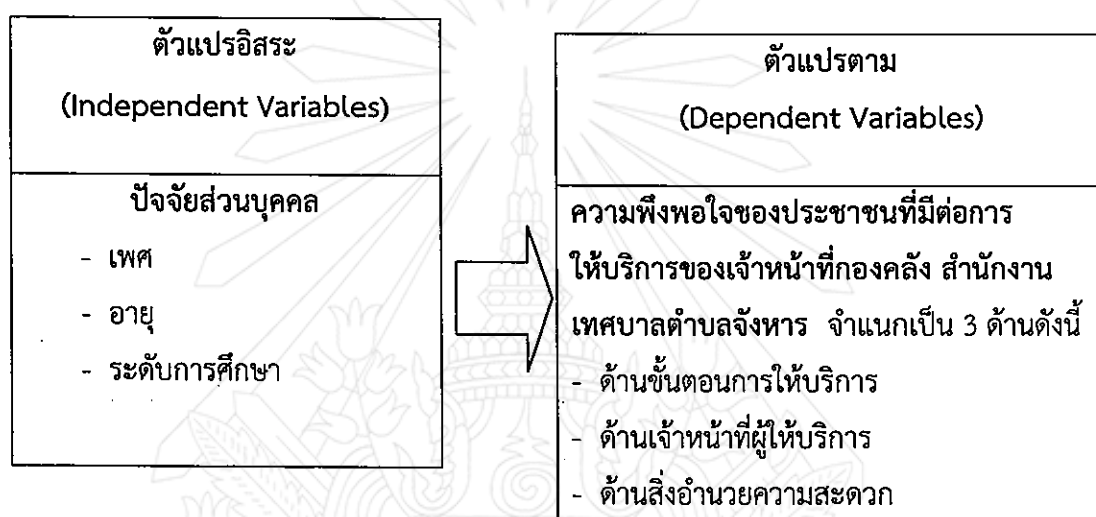 ตัวแปรอิสระ
(Independent Variables)
ปัจจัยส่วนบุคคล
- เพศ
- อายุ
- ระดับการศึกษา
ตัวแปรตาม
(Dependent Variables)
ความพึงพอใจของประชาชนที่มีต่อการ
ให้บริการของเจ้าหน้าที่กองคลัง สำนักงาน
เทศบาลตำบลจังหาร จำแนกเป็น 3 ด้านดังนี้
- ด้านขั้นตอนการให้บริการ
- ด้านเจ้าหน้าที่ผู้ให้บริการ
- ด้านสิ่งอำนวยความสะดวก